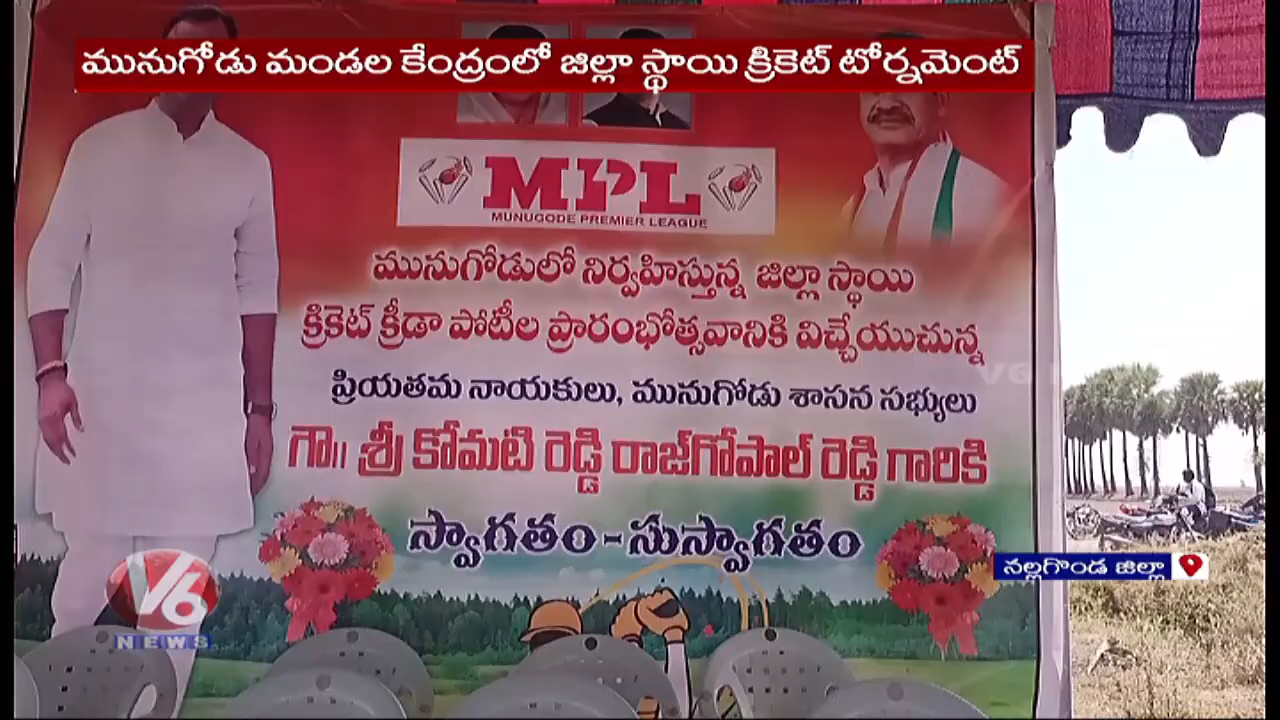 మునుగోడు మండల కేంద్రంలో జిల్లా స్థాయి క్రికెట్ టోర్నమెంట్
MPL
MUNUGODE PREMIER LEAGUE
మునుగోడులో నిర్వహిస్తున్న జిల్లా స్థాయి
క్రికెట్ క్రీడా పోటీల ప్రారంభోత్సవానికి విచ్చేయుచున్న
ప్రియతమ నాయకులు, మునుగోడు శాసన సభ్యులు
గౌ॥ శ్రీ కోమటి రెడ్డి రాజ్‌గోపాల్ రెడ్డి గారికి
స్వాగతం - సుస్వాగతం
నల్లగొండ జిల్లా
V6
NEWS